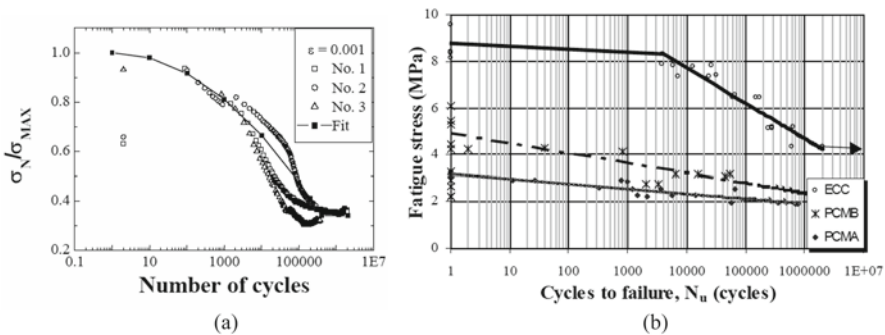 (a)
σN/σMAX
1.0
0.8
0.6
0.4
0.2
ε = 0.001
No. 1
No. 2
No. 3
Fit
0.1 10 1000 100000 1E7
Number of cycles
(a)
(b)
Fatigue stress (MPa)
10
8
6
4
2
0
ECC
PCMB
PCMA
1 10 100 1000 10000 100000 1000000 1E+07
Cycles to failure, Nu (cycles)
(b)